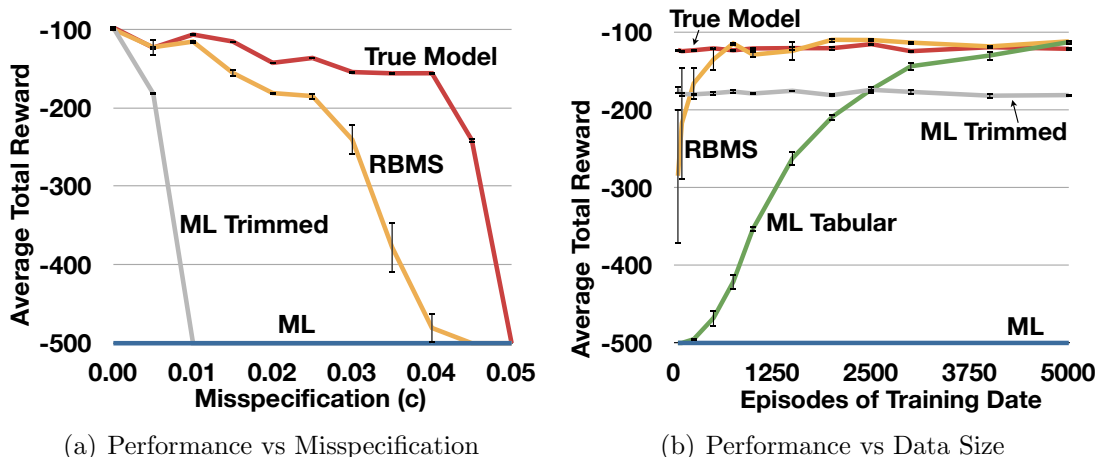 Average Total Reward
-100
-200
-300
-400
-500
True Model
RBMS
ML Trimmed
ML
0.00 0.01 0.02 0.03 0.04 0.05
Misspecification (c)
(a) Performance vs Misspecification
Average Total Reward
-100
-200
-300
-400
-500
True Model
ML Trimmed
RBMS
ML Tabular
ML
0 1250 2500 3750 5000
Episodes of Training Date
(b) Performance vs Data Size